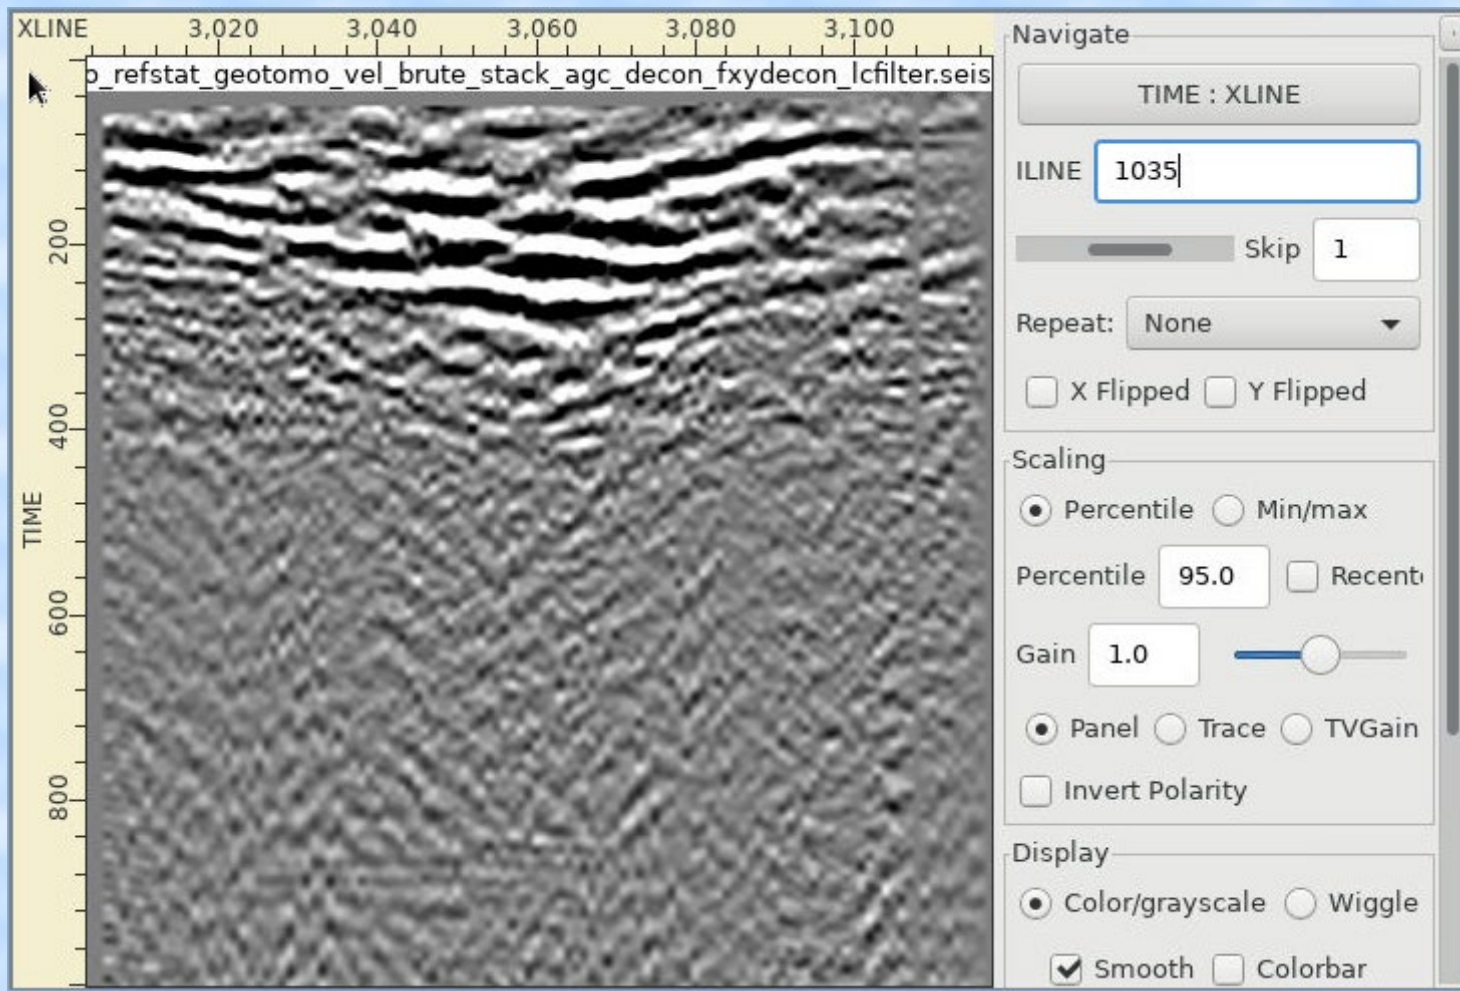 XLINE 3,020 3,040 3,060 3,080 3,100
o_refstat_geotomo_vel_brute_stack_agc_decon_fxydecon_lcfilter.seis
200
400
TIME
600
800
Navigate
TIME : XLINE
ILINE 1035
Skip 1
Repeat: None
X Flipped Y Flipped
Scaling
Percentile Min/max
Percentile 95.0 Recent
Gain 1.0
Panel Trace TVGain
Invert Polarity
Display
Color/grayscale Wiggle
Smooth Colorbar